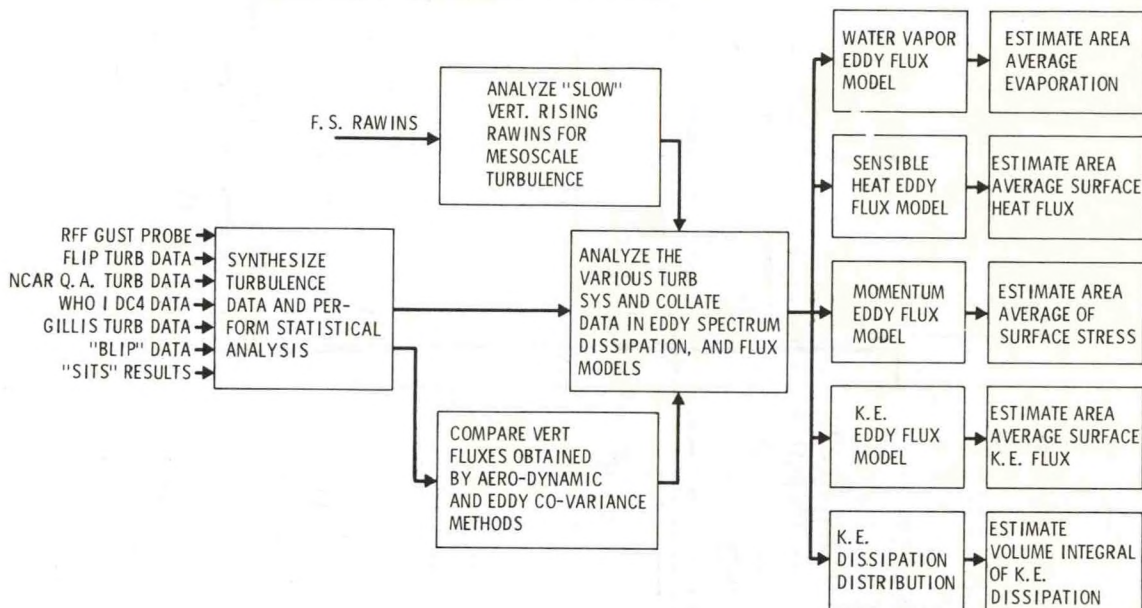 F. S. RAWINS
ANALYZE "SLOW"
VERT. RISING
RAWINS FOR
MESOSCALE
TURBULENCE
RFF GUST PROBE
FLIP TURB DATA
NCAR Q. A. TURB DATA
WHO I DC4 DATA
GILLIS TURB DATA
"BLIP" DATA
"SITS" RESULTS
SYNTHESIZE
TURBULENCE
DATA AND PER-
FORM STATISTICAL
ANALYSIS
COMPARE VERT
FLUXES OBTAINED
BY AERO-DYNAMIC
AND EDDY CO-VARIANCE
METHODS
ANALYZE THE
VARIOUS TURB
SYS AND COLLATE
DATA IN EDDY SPECTRUM
DISSIPATION, AND FLUX
MODELS
WATER VAPOR
EDDY FLUX
MODEL
ESTIMATE AREA
AVERAGE
EVAPORATION
SENSIBLE
HEAT EDDY
FLUX MODEL
ESTIMATE AREA
AVERAGE SURFACE
HEAT FLUX
MOMENTUM
EDDY FLUX
MODEL
ESTIMATE AREA
AVERAGE OF
SURFACE STRESS
K. E.
EDDY FLUX
MODEL
ESTIMATE AREA
AVERAGE SURFACE
K. E. FLUX
K. E.
DISSIPATION
DISTRIBUTION
ESTIMATE
VOLUME INTEGRAL
OF K. E.
DISSIPATION